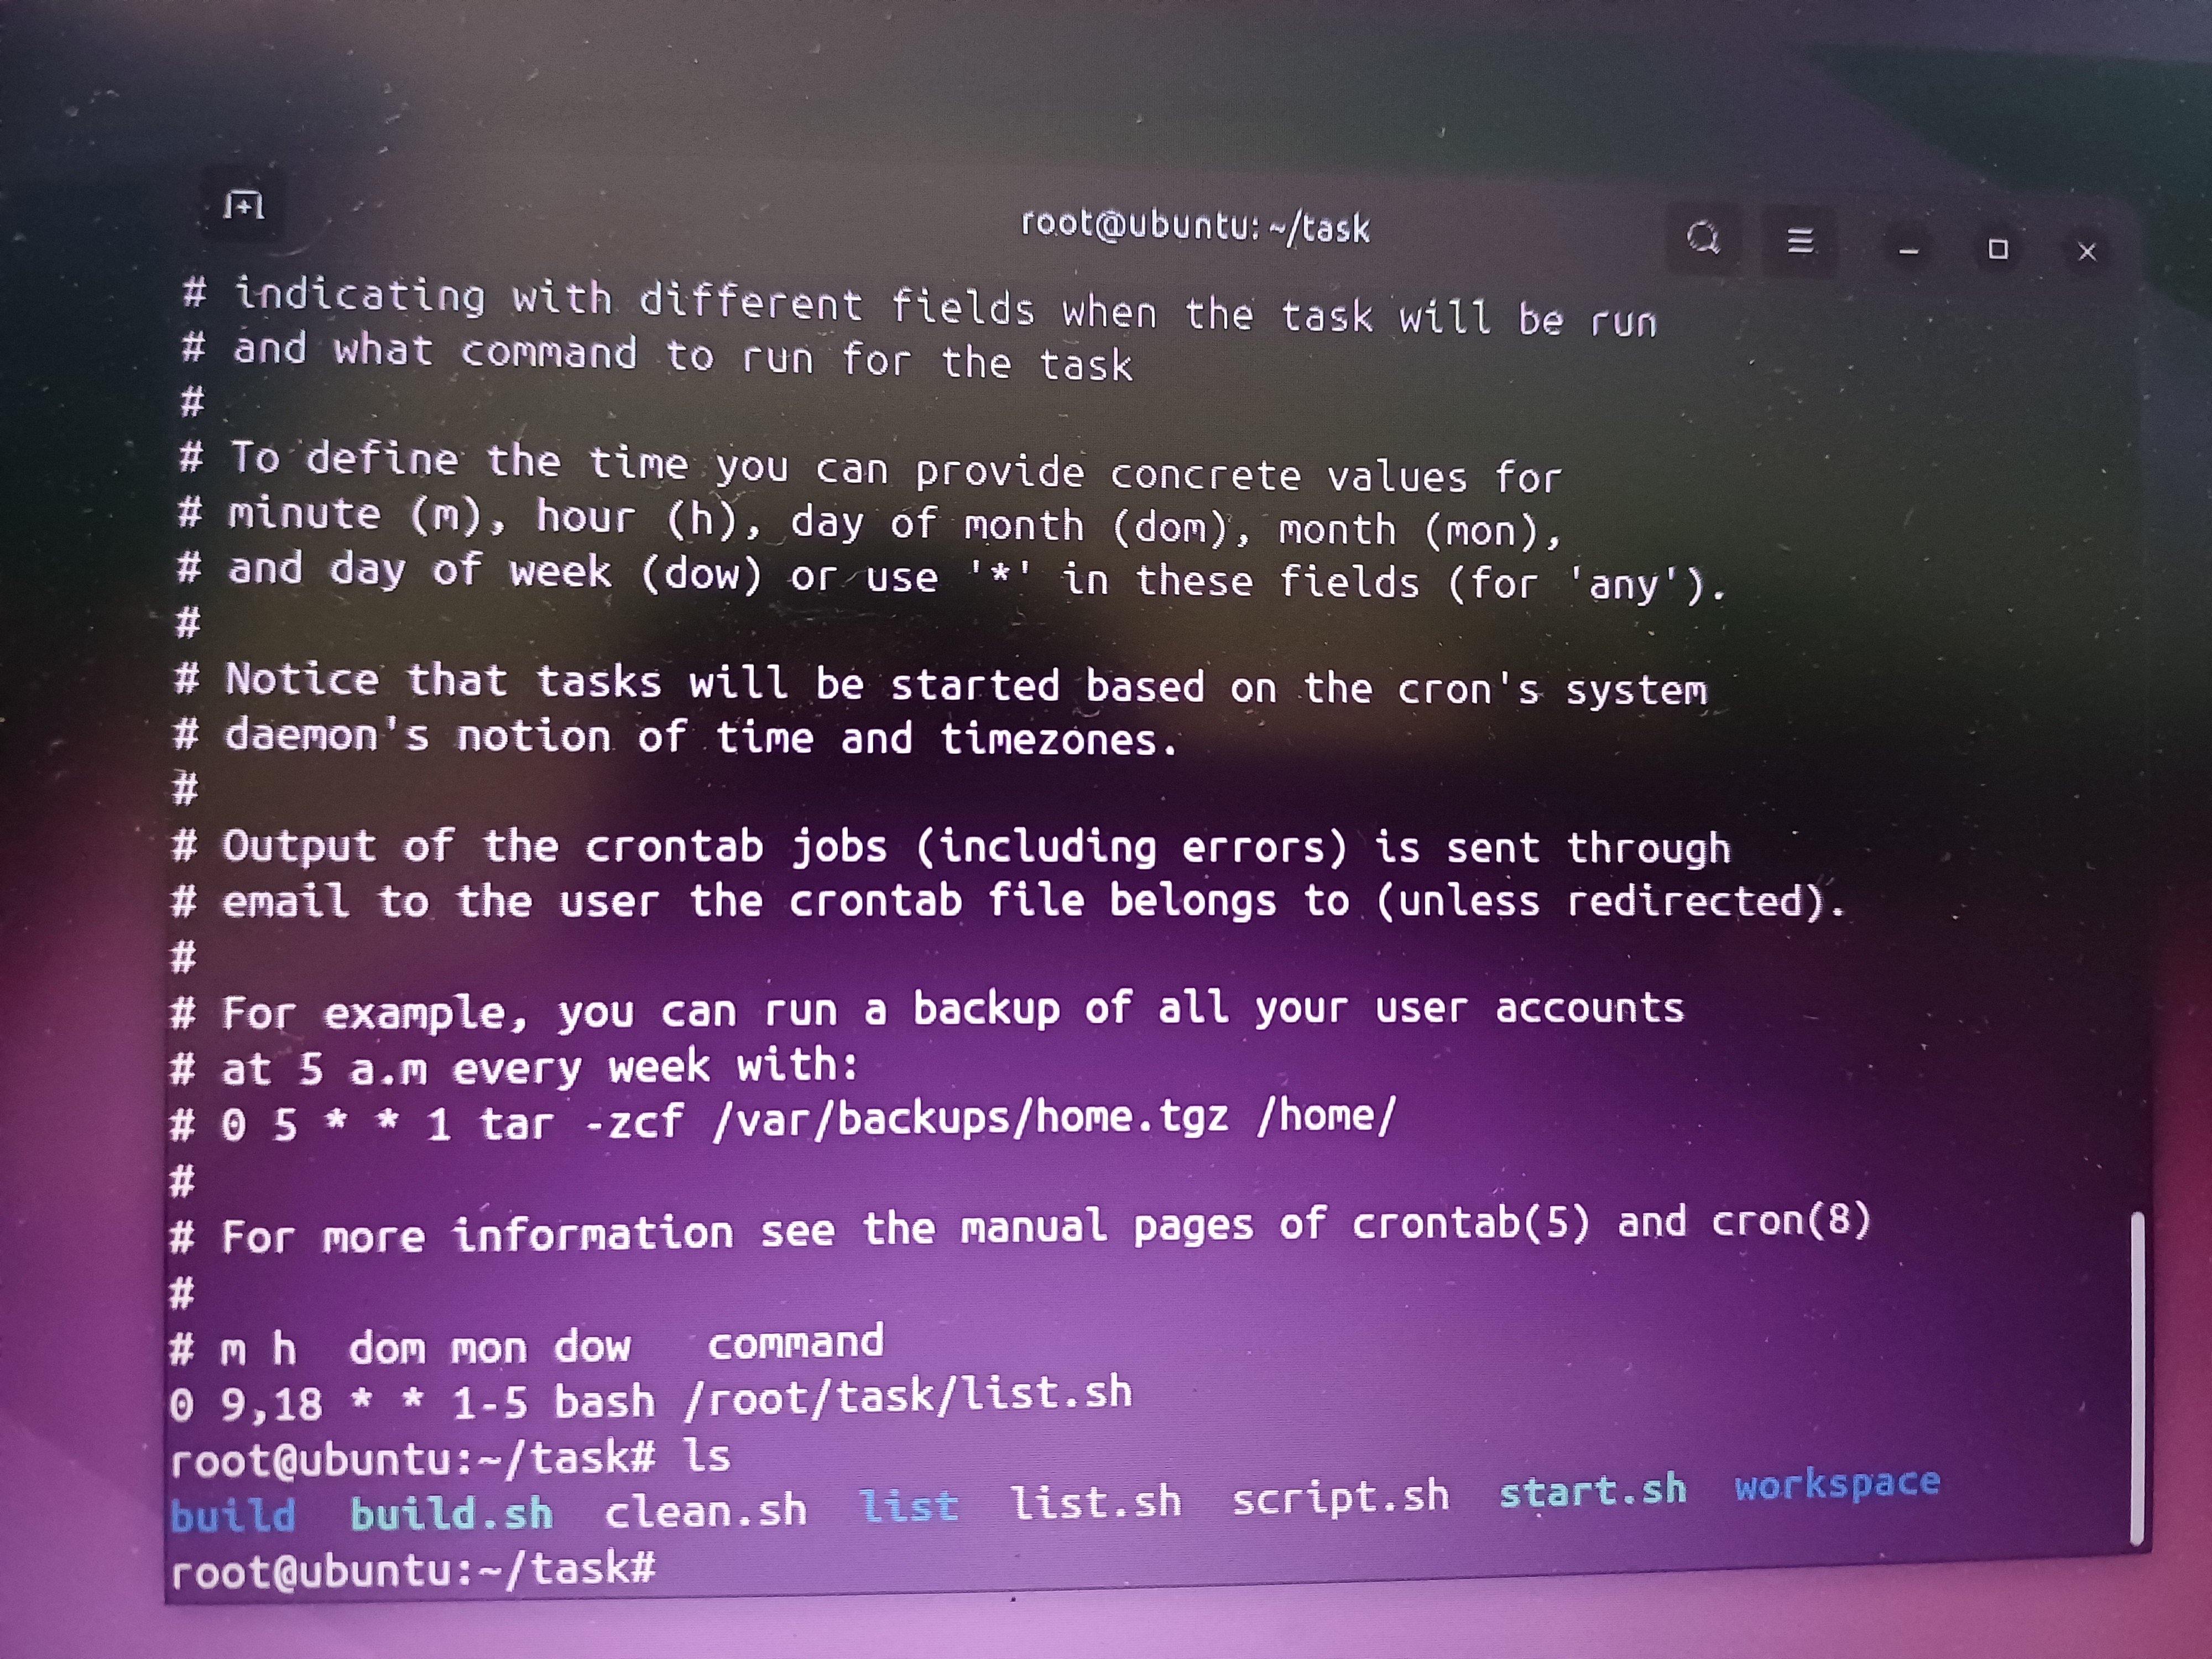 root@ubuntu: ~/task
# indicating with different fields when the task will be run
# and what command to run for the task
#
# To define the time you can provide concrete values for
# minute (m), hour (h), day of month (dom), month (mon),
# and day of week (dow) or use '*' in these fields (for 'any').
#
# Notice that tasks will be started based on the cron's system
# daemon's notion of time and timezones.
#
# Output of the crontab jobs (including errors) is sent through
# email to the user the crontab file belongs to (unless redirected).
#
# For example, you can run a backup of all your user accounts
# at 5 a.m every week with:
# 0 5 * * 1 tar -zcf /var/backups/home.tgz /home/
#
# For more information see the manual pages of crontab(5) and cron(8)
#
# m h  dom mon dow   command
0 9,18 * * 1-5 bash /root/task/list.sh
root@ubuntu:~/task# ls
build  build.sh  clean.sh  list  list.sh  script.sh  start.sh  workspace
root@ubuntu:~/task#